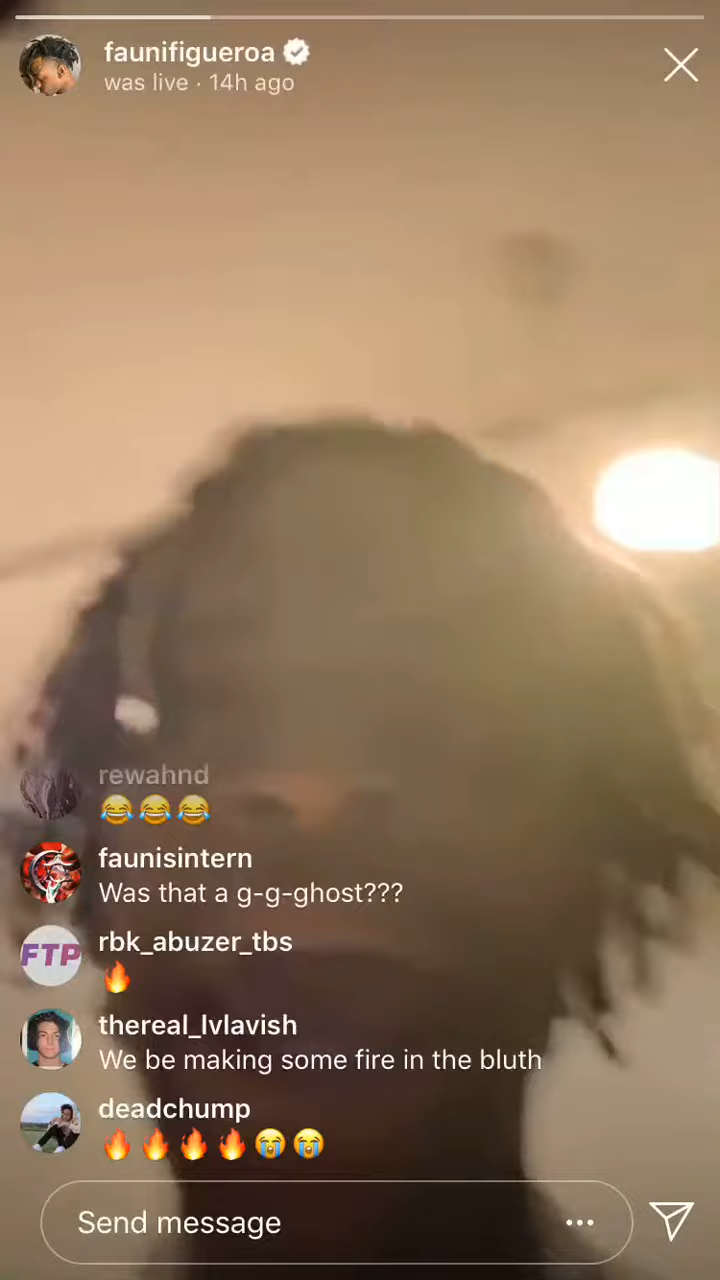 faunifigueroa
was live · 14h ago
rewahnd
😂😂😂
faunisintern
Was that a g-g-ghost???
FTP
rbk_abuzer_tbs
🔥
thereal_lvlavish
We be making some fire in the bluth
deadchump
🔥🔥🔥🔥😭😭
Send message